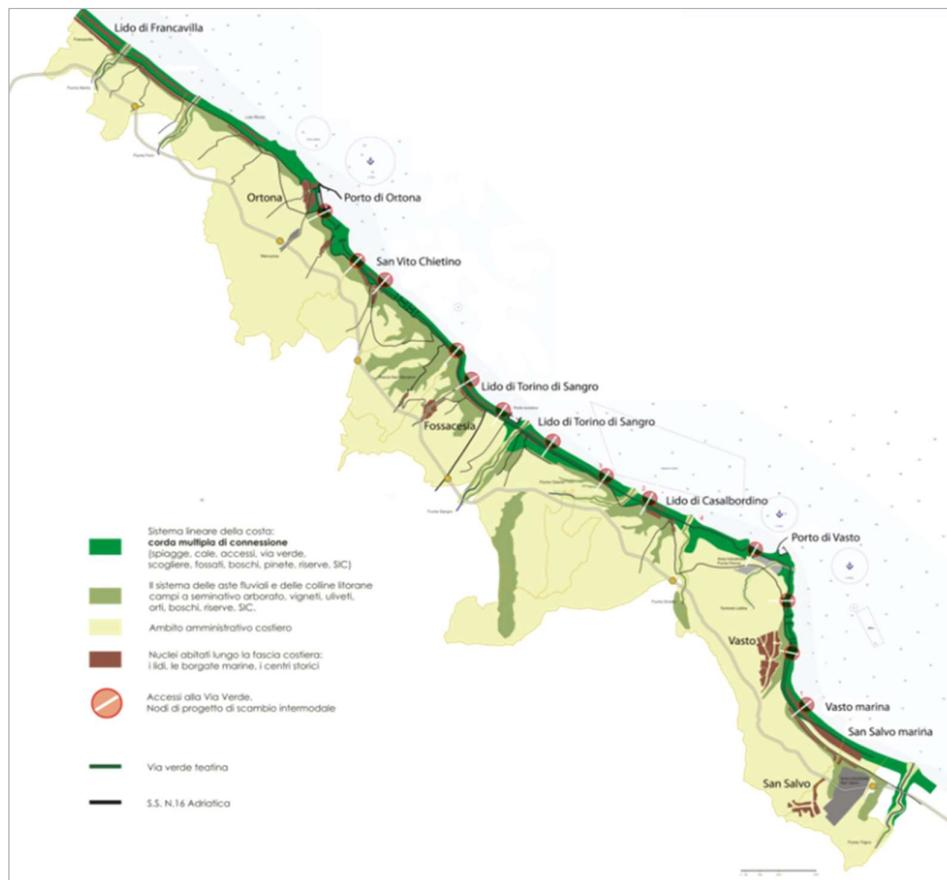 Lido di Francavilla
Ortona
Porto di Ortona
San Vito Chietino
Lido di Torino di Sangro
Fossacesia
Lido di Torino di Sangro
Lido di Casalbordino
Porto di Vasto
Vasto
Vasto marina
San Salvo marina
San Salvo
Sistema lineare della costa:
corda multipla di connessione
(spiagge, cale, accessi, via verde,
scogliere, fossati, boschi, pinete, riserve, SIC)
Il sistema delle aste fluviali e delle colline litorane
campi a seminativo arborato, vigneti, uliveti,
orti, boschi, riserve, SIC.
Ambito amministrativo costiero
Nuclei abitati lungo la fascia costiera:
i lidi, le borgate marine, i centri storici
Accessi alla Via Verde,
Nodi di progetto di scambio intermodale
Via verde teatina
S.S. N.16 Adriatica